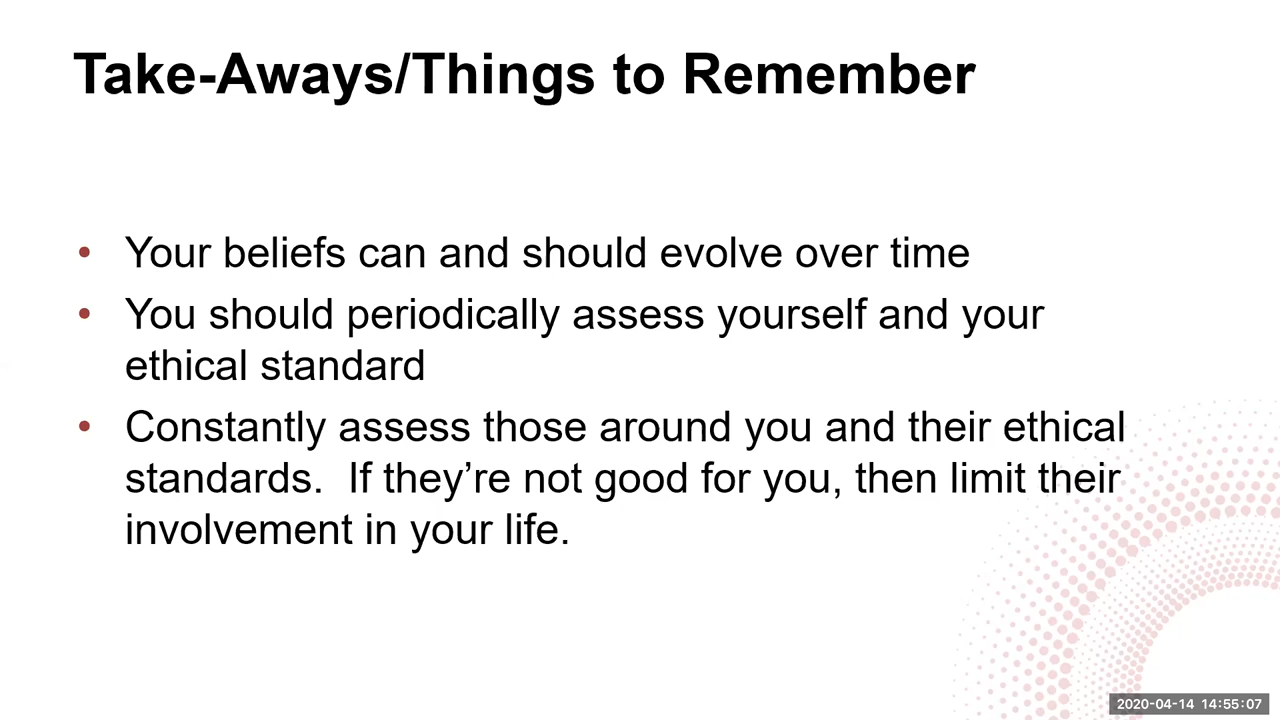 Take-Aways/Things to Remember
• Your beliefs can and should evolve over time
• You should periodically assess yourself and your
ethical standard
• Constantly assess those around you and their ethical
standards.  If they’re not good for you, then limit their
involvement in your life.
2020-04-14 14:55:07